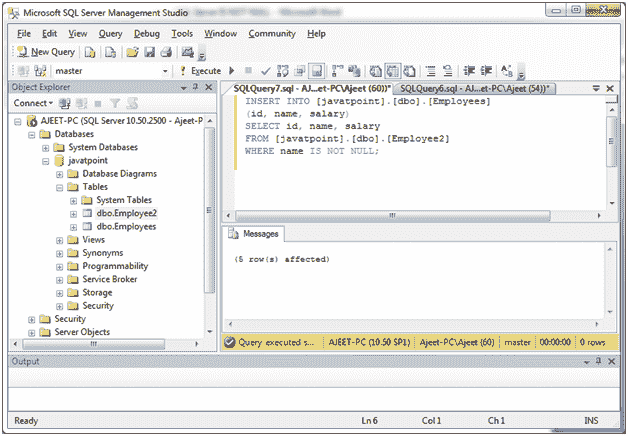 Microsoft SQL Server Management Studio
File Edit View Query Debug Tools Window Community Help
New Query
master Execute
Object Explorer
Connect
AJEET-PC (SQL Server 10.50.2500 - Ajeet-P
Databases
System Databases
javatpoint
Database Diagrams
Tables
System Tables
dbo.Employee2
dbo.Employees
Views
Synonyms
Programmability
Service Broker
Storage
Security
Security
Server Objects
SQLQuery7.sql - AJ...et-PC\Ajeet (60))* SQLQuery6.sql - AJ...et-PC\Ajeet (54))*
INSERT INTO [javatpoint].[dbo].[Employees]
(id, name, salary)
SELECT id, name, salary
FROM [javatpoint].[dbo].[Employee2]
WHERE name IS NOT NULL;
Messages
(5 row(s) affected)
Query executed s... AJEET-PC (10.50 SP1) Ajeet-PC\Ajeet (60) master 00:00:00 0 rows
Output
Ready Ln 6 Col 1 Ch 1 INS